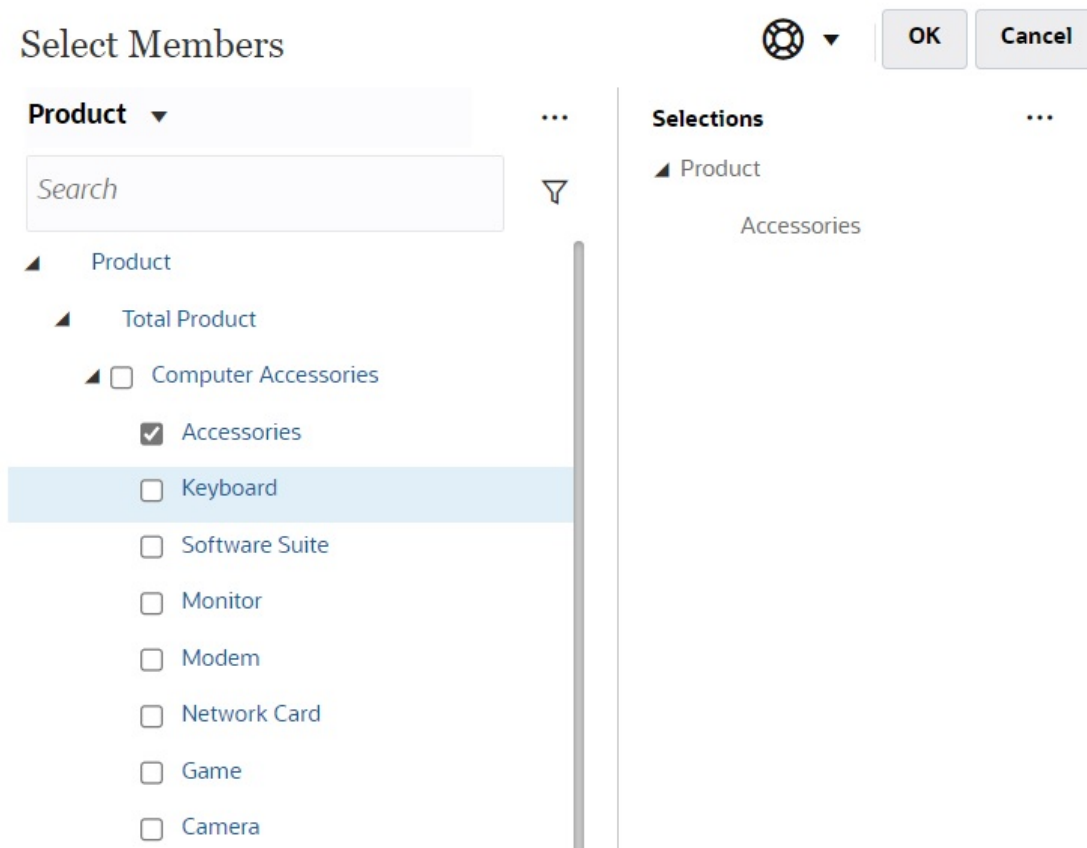 Select Members
OK
Cancel
Product
...
Search
Product
Total Product
Computer Accessories
Accessories
Keyboard
Software Suite
Monitor
Modem
Network Card
Game
Camera
Selections
...
Product
Accessories